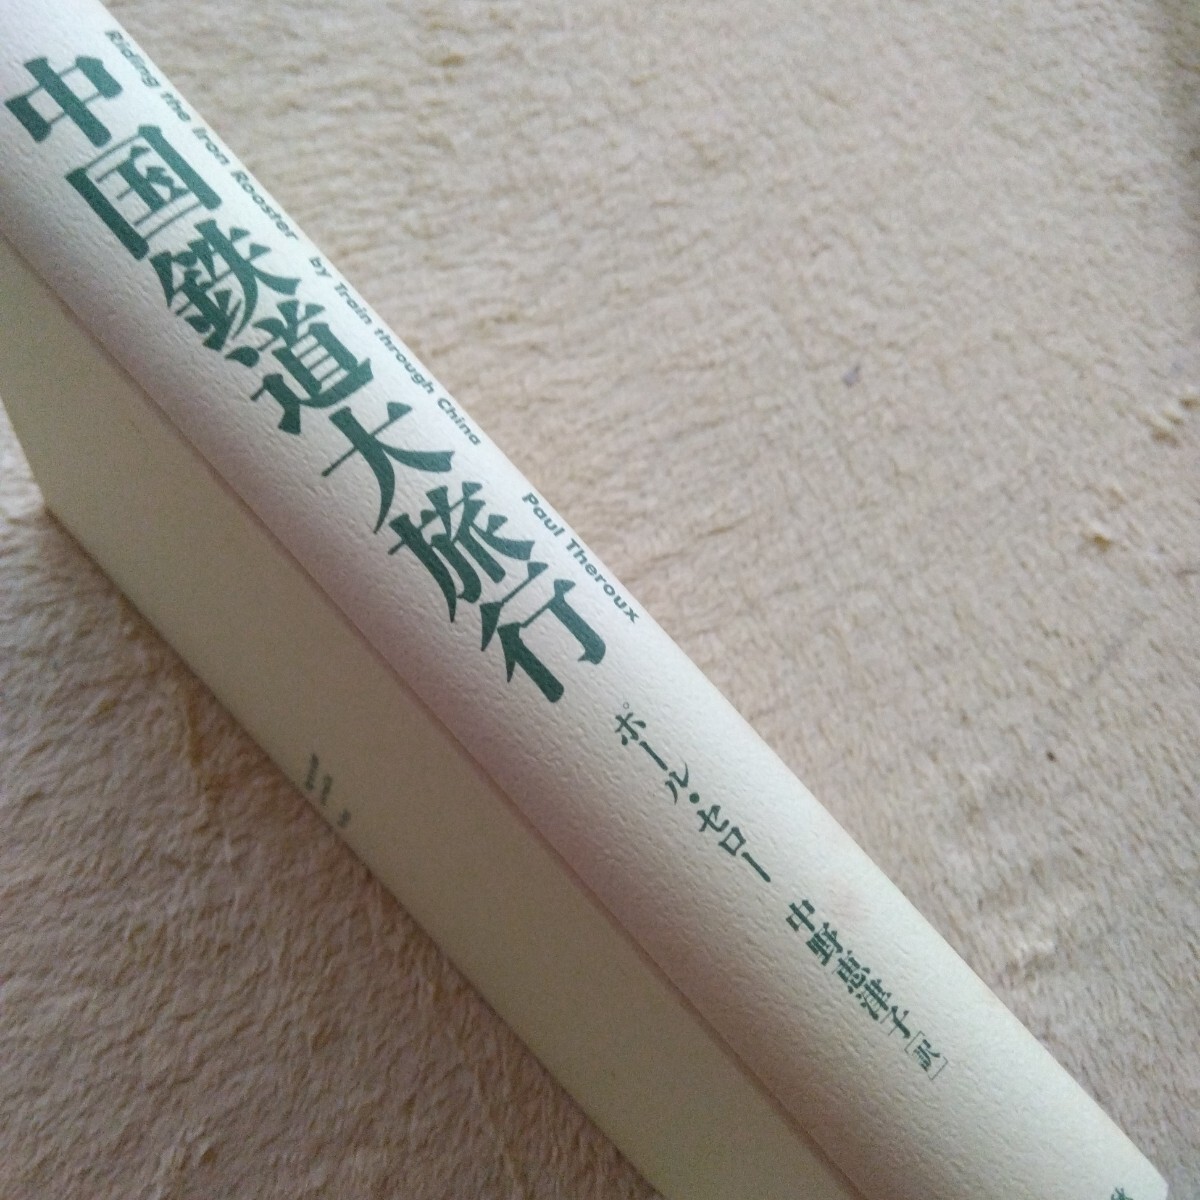 中国鉄道大旅行
Riding the Iron Rooster by Train through China Paul Theroux
ポール・セロー 中野恵津子[訳]